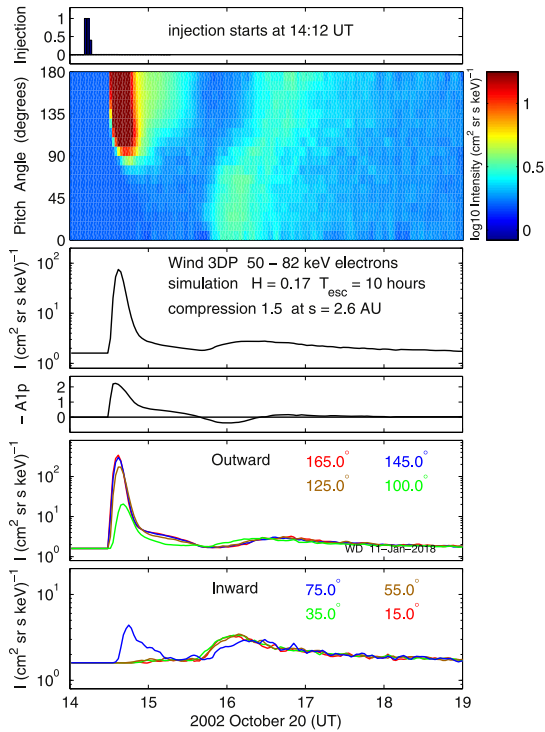 Injection
1
0.5
0
injection starts at 14:12 UT
Pitch Angle (degrees)
180
135
90
45
0
log10 Intensity (cm² sr s keV)⁻¹
1
0.5
0
I (cm² sr s keV)⁻¹
10²
10¹
10⁰
Wind 3DP 50 – 82 keV electrons
simulation H = 0.17 T_esc = 10 hours
compression 1.5 at s = 2.6 AU
– A1p
2
1
0
I (cm² sr s keV)⁻¹
10²
10¹
10⁰
Outward
165.0° 145.0°
125.0° 100.0°
WD 11–Jan–2018
I (cm² sr s keV)⁻¹
10¹
10⁰
Inward
75.0° 55.0°
35.0° 15.0°
14 15 16 17 18 19
2002 October 20 (UT)